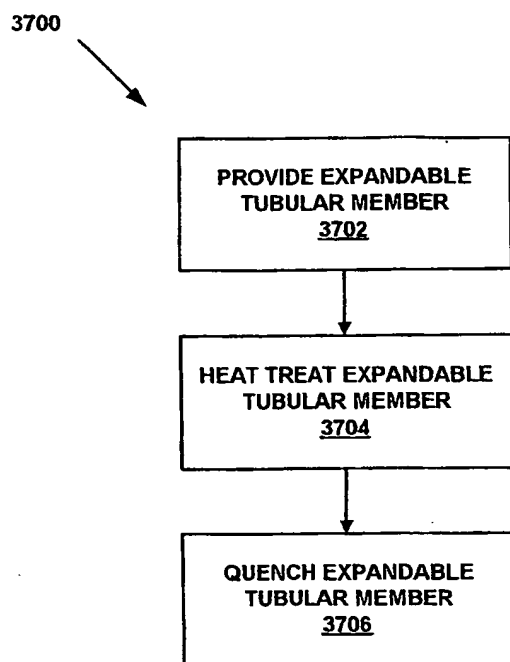 3700
PROVIDE EXPANDABLE
TUBULAR MEMBER
3702
HEAT TREAT EXPANDABLE
TUBULAR MEMBER
3704
QUENCH EXPANDABLE
TUBULAR MEMBER
3706